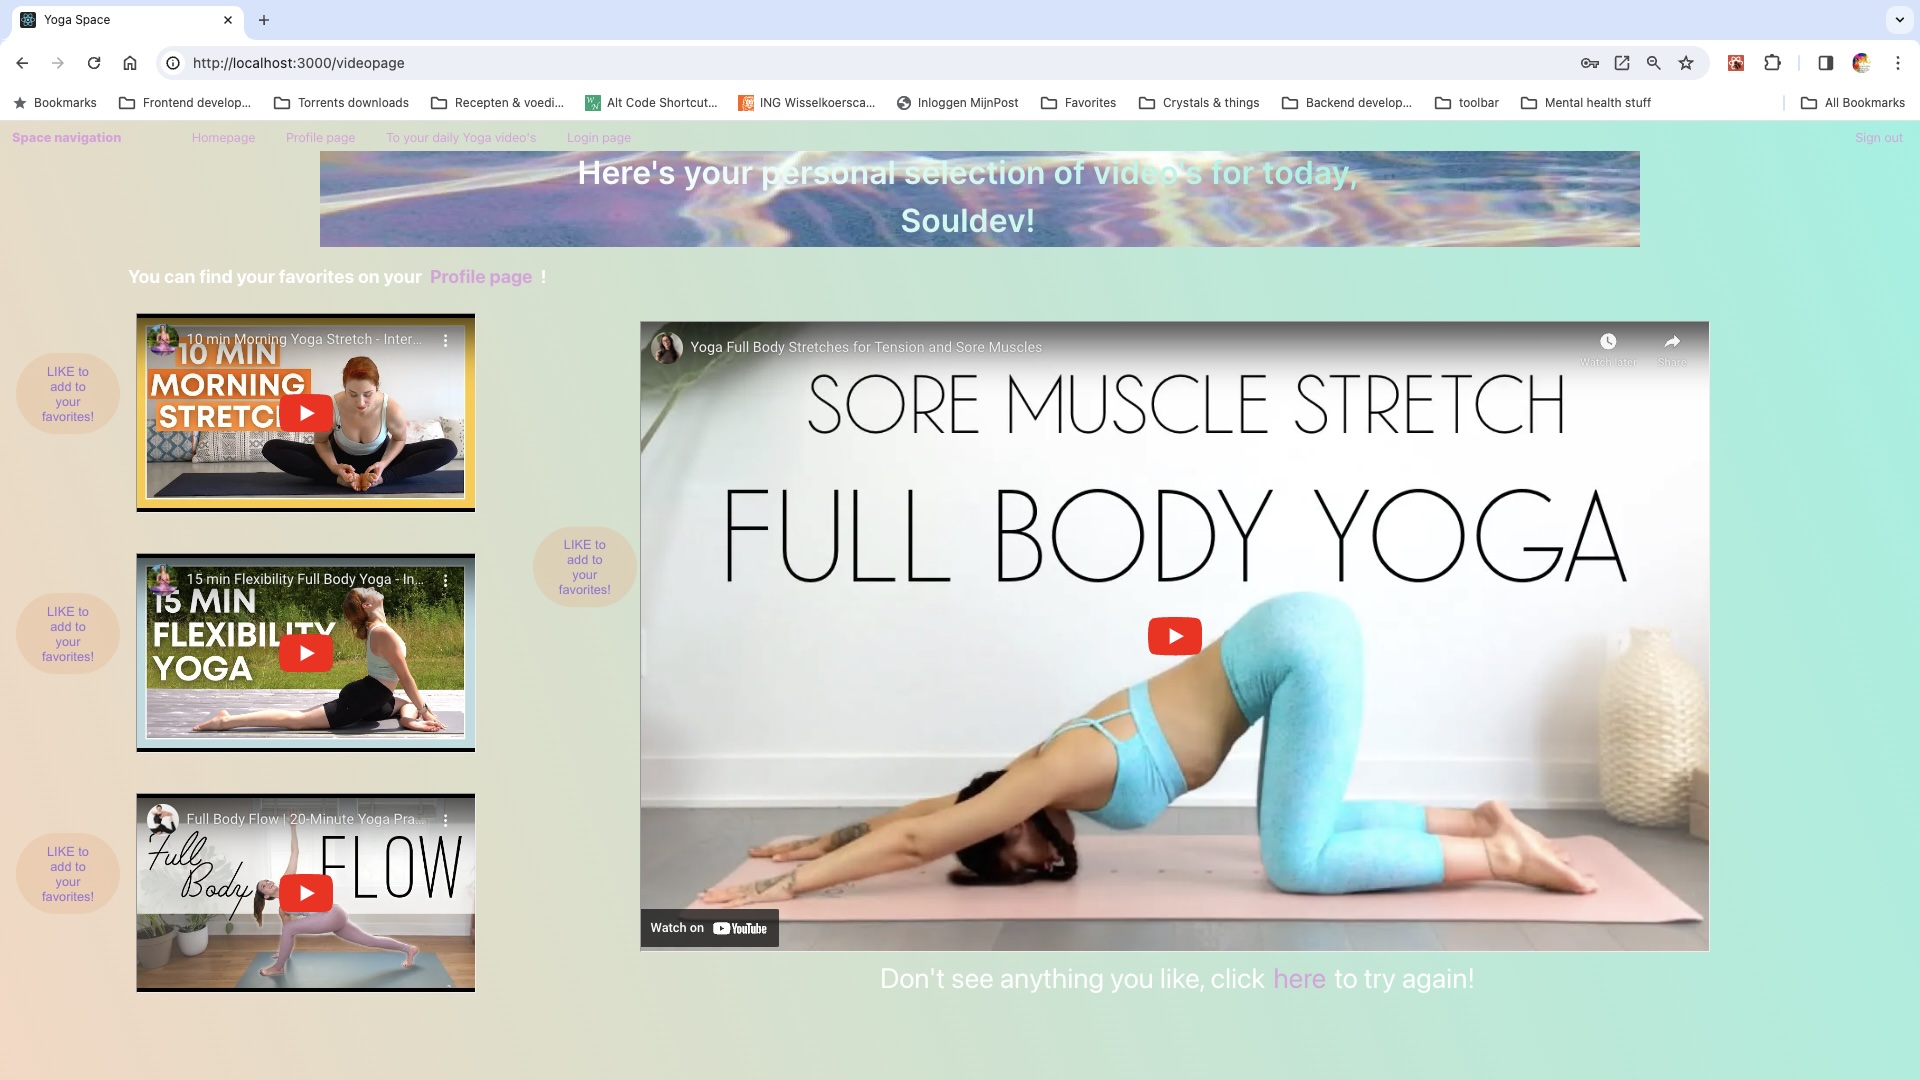 Yoga Space
http://localhost:3000/videopage
Bookmarks
Frontend develop...
Torrents downloads
Recepten & voedi...
Alt Code Shortcut...
ING Wisselkoersca...
Inloggen MijnPost
Favorites
Crystals & things
Backend develop...
toolbar
Mental health stuff
All Bookmarks
Space navigation
Homepage
Profile page
To your daily Yoga video's
Login page
Sign out
Here's your personal selection of video's for today,
Souldev!
You can find your favorites on your Profile page !
LIKE to
add to
your
favorites!
10 min Morning Yoga Stretch - Inter...
10 MIN
MORNING
STRETCH
LIKE to
add to
your
favorites!
15 min Flexibility Full Body Yoga - In...
15 MIN
FLEXIBILITY
YOGA
LIKE to
add to
your
favorites!
Full Body Flow | 20-Minute Yoga Pra...
Full
Body
FLOW
LIKE to
add to
your
favorites!
Yoga Full Body Stretches for Tension and Sore Muscles
Watch later
Share
SORE MUSCLE STRETCH
FULL BODY YOGA
Watch on YouTube
Don't see anything you like, click here to try again!